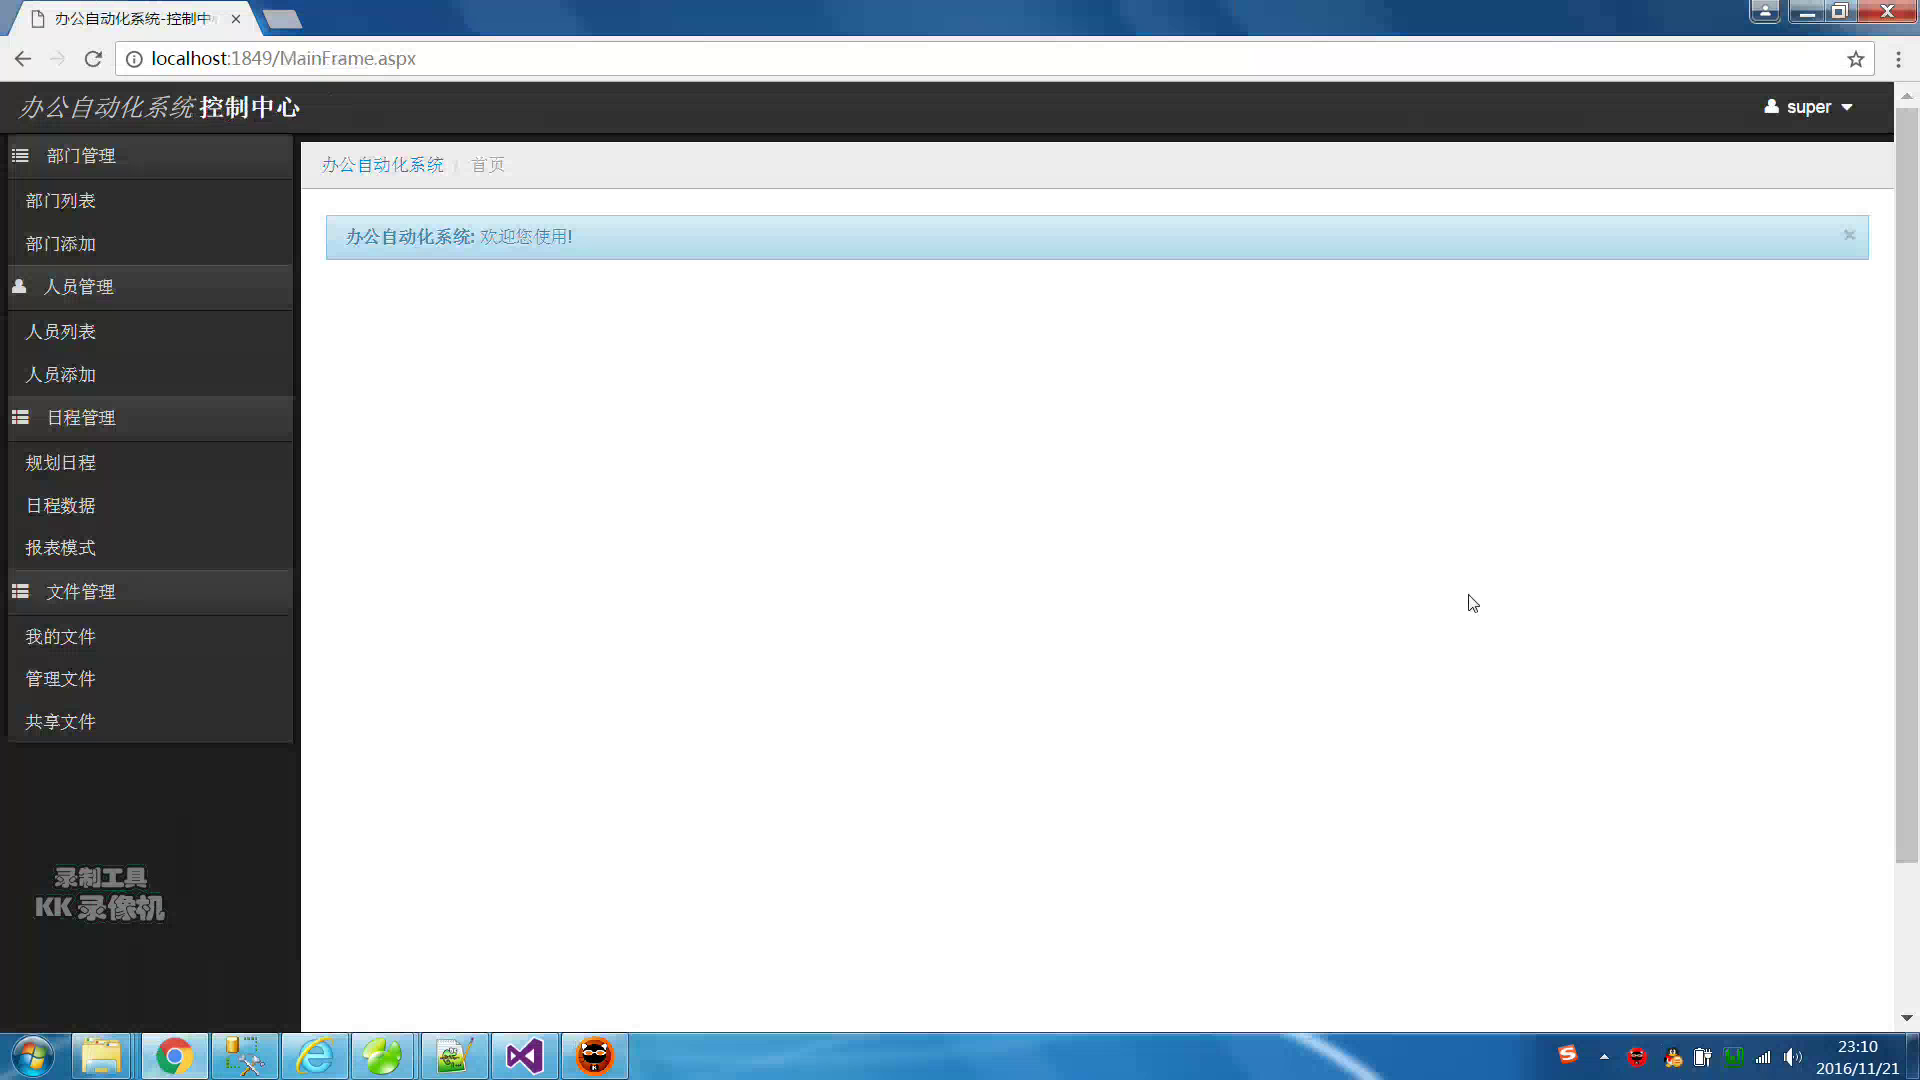 办公自动化系统-控制中
localhost:1849/MainFrame.aspx
办公自动化系统 控制中心
super
部门管理
部门列表
部门添加
人员管理
人员列表
人员添加
日程管理
规划日程
日程数据
报表模式
文件管理
我的文件
管理文件
共享文件
办公自动化系统 首页
办公自动化系统: 欢迎您使用!
录制工具
KK 录像机
23:10
2016/11/21